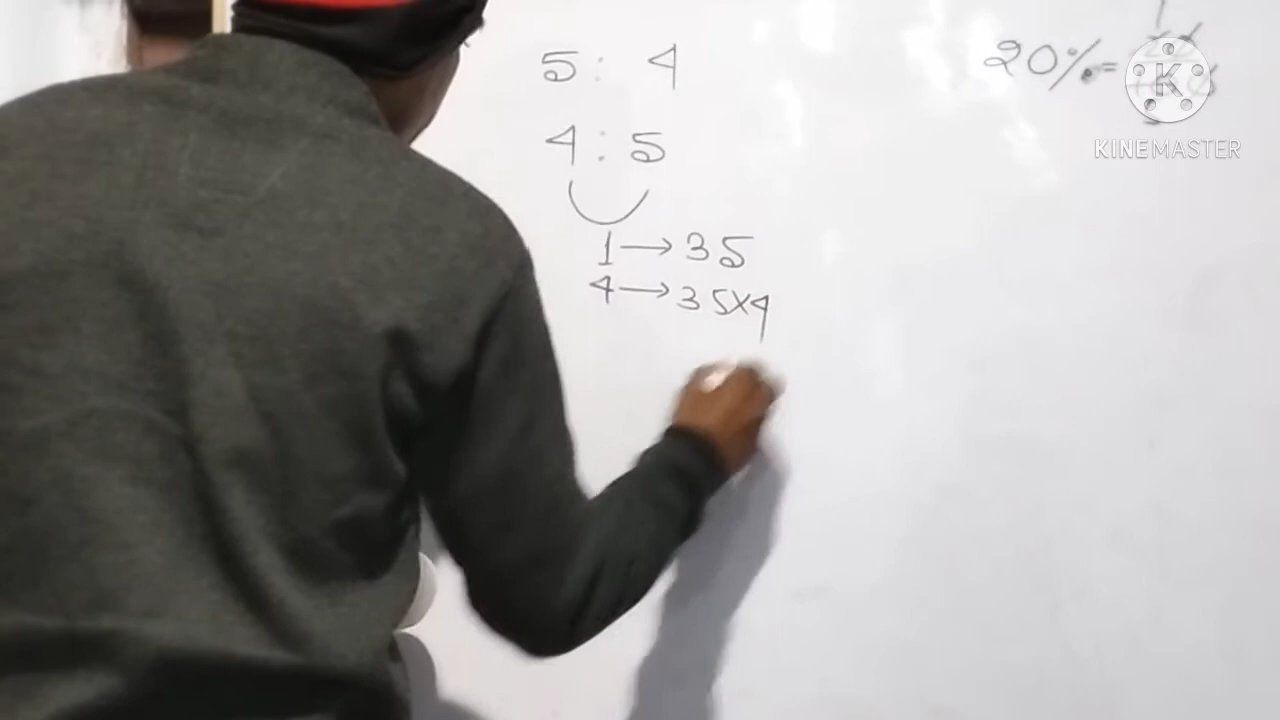 5 : 4
20% =
4 : 5
1 → 35
4 → 35×4
KINEMASTER